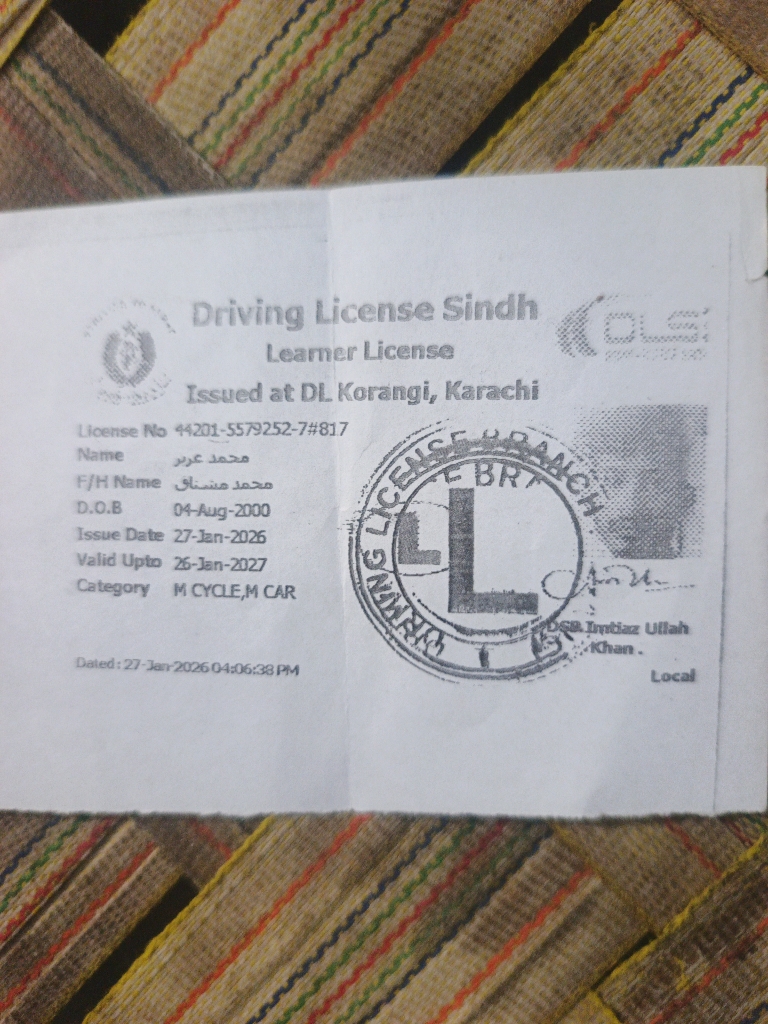 Driving License Sindh
DLS
Learner License
Issued at DL Korangi, Karachi
License No 44201-5579252-7#817
Name محمد عزیر
F/H Name محمد مشتاق
D.O.B 04-Aug-2000
Issue Date 27-Jan-2026
Valid Upto 26-Jan-2027
Category M CYCLE,M CAR
LICENSE BRANCH
L
L
DSP Imtiaz Ullah
Khan .
Local
Dated : 27-Jan-2026 04:06:38 PM